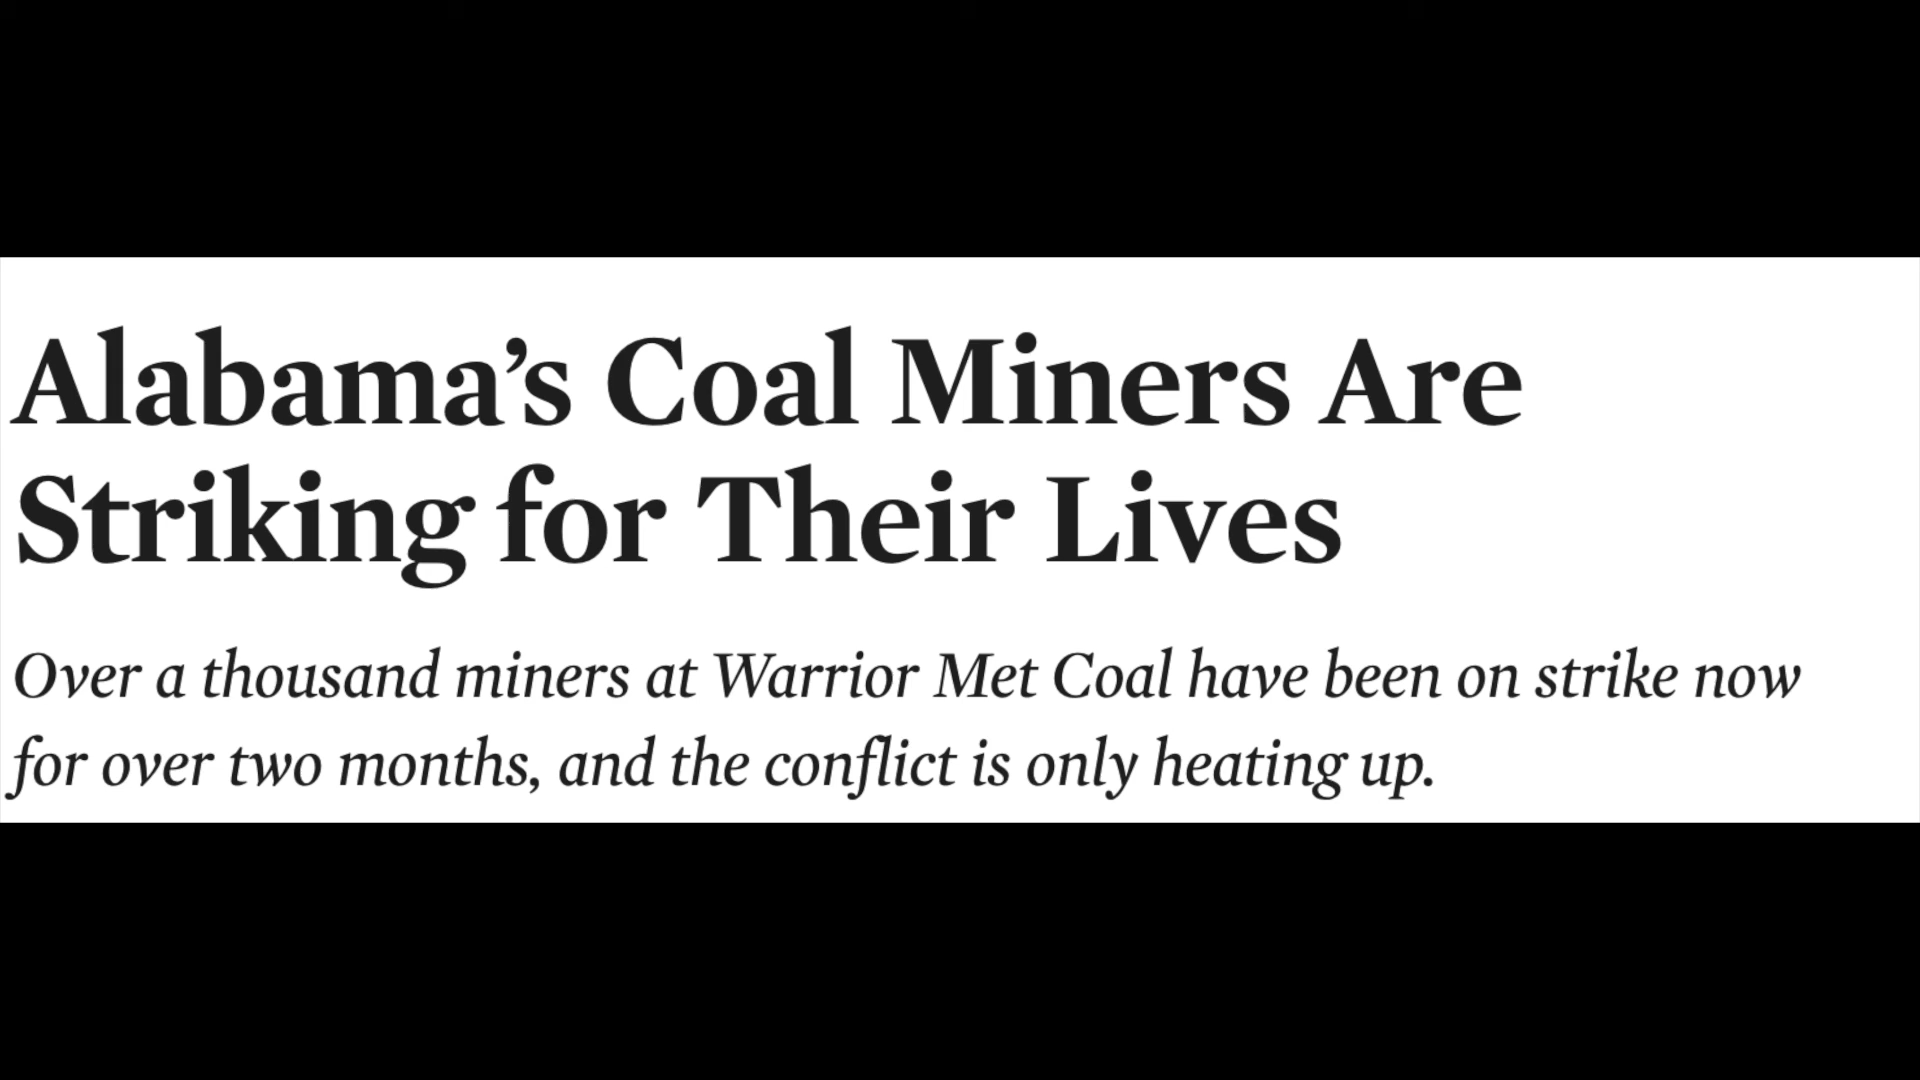 Alabama’s Coal Miners Are
Striking for Their Lives
Over a thousand miners at Warrior Met Coal have been on strike now
for over two months, and the conflict is only heating up.